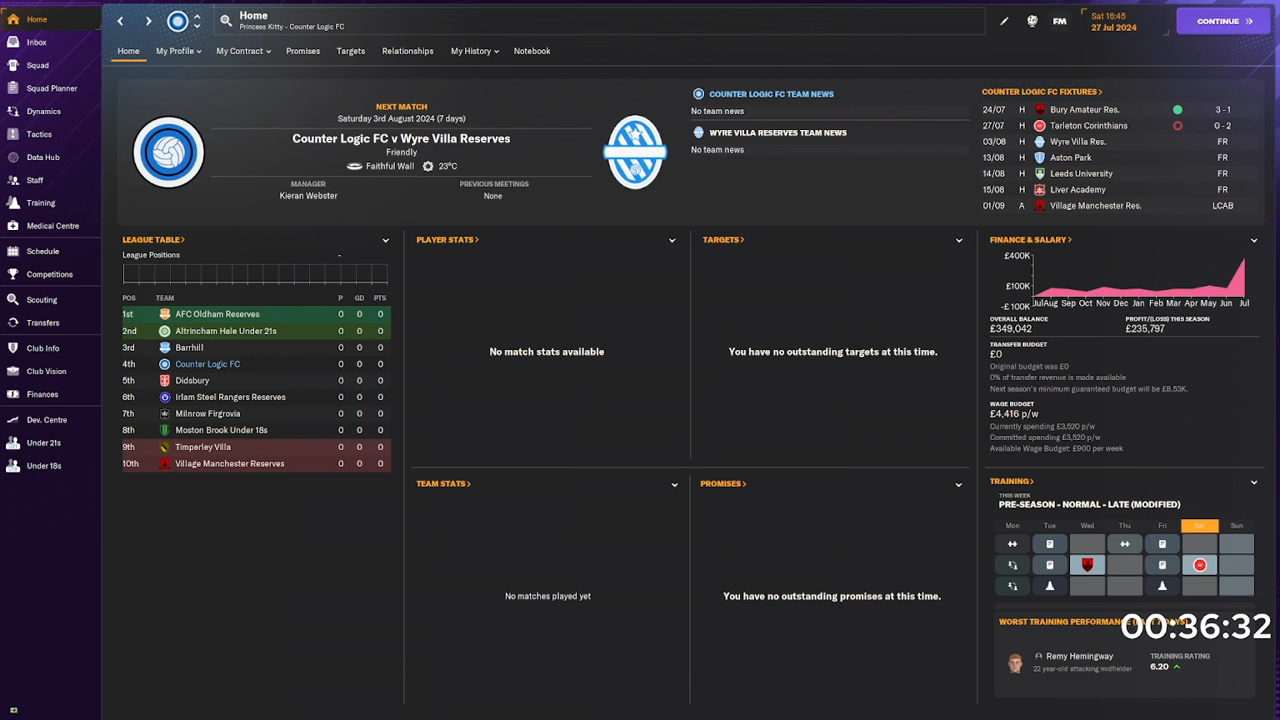 Home
Inbox
Squad
Squad Planner
Dynamics
Tactics
Data Hub
Staff
Training
Medical Centre
Schedule
Competitions
Scouting
Transfers
Club Info
Club Vision
Finances
Dev. Centre
Under 21s
Under 18s
Home
Princess Kitty - Counter Logic FC
FM
Sat 16:45
27 Jul 2024
CONTINUE
Home My Profile My Contract Promises Targets Relationships My History Notebook
NEXT MATCH
Saturday 3rd August 2024 (7 days)
Counter Logic FC v Wyre Villa Reserves
Friendly
Faithful Wall 23°C
MANAGER
Kieran Webster
PREVIOUS MEETINGS
None
COUNTER LOGIC FC TEAM NEWS
No team news
WYRE VILLA RESERVES TEAM NEWS
No team news
COUNTER LOGIC FC FIXTURES
24/07 H Bury Amateur Res. 3 - 1
27/07 H Tarleton Corinthians 0 - 2
03/08 H Wyre Villa Res. FR
13/08 H Aston Park FR
14/08 H Leeds University FR
15/08 H Liver Academy FR
01/09 A Village Manchester Res. LCAB
LEAGUE TABLE
League Positions -
POS TEAM P GD PTS
1st AFC Oldham Reserves 0 0 0
2nd Altrincham Hale Under 21s 0 0 0
3rd Barrhill 0 0 0
4th Counter Logic FC 0 0 0
5th Didsbury 0 0 0
6th Irlam Steel Rangers Reserves 0 0 0
7th Milnrow Firgrovia 0 0 0
8th Moston Brook Under 18s 0 0 0
9th Timperley Villa 0 0 0
10th Village Manchester Reserves 0 0 0
PLAYER STATS
No match stats available
TARGETS
You have no outstanding targets at this time.
TEAM STATS
No matches played yet
PROMISES
You have no outstanding promises at this time.
FINANCE & SALARY
£400K
£100K
-£100K
Jul Aug Sep Oct Nov Dec Jan Feb Mar Apr May Jun Jul
OVERALL BALANCE
£349,042
PROFIT/(LOSS) THIS SEASON
£235,797
TRANSFER BUDGET
£0
Original budget was £0
0% of transfer revenue is made available
Next season's minimum guaranteed budget will be £8.53K.
WAGE BUDGET
£4,416 p/w
Currently spending £3,520 p/w
Committed spending £3,520 p/w
Available Wage Budget: £900 per week
TRAINING
THIS WEEK
PRE-SEASON - NORMAL - LATE (MODIFIED)
Mon Tue Wed Thu Fri Sat Sun
WORST TRAINING PERFORMANCE (LAST 7 DAYS)
00:36:32
Remy Hemingway
22 year-old attacking midfielder
TRAINING RATING
6.20